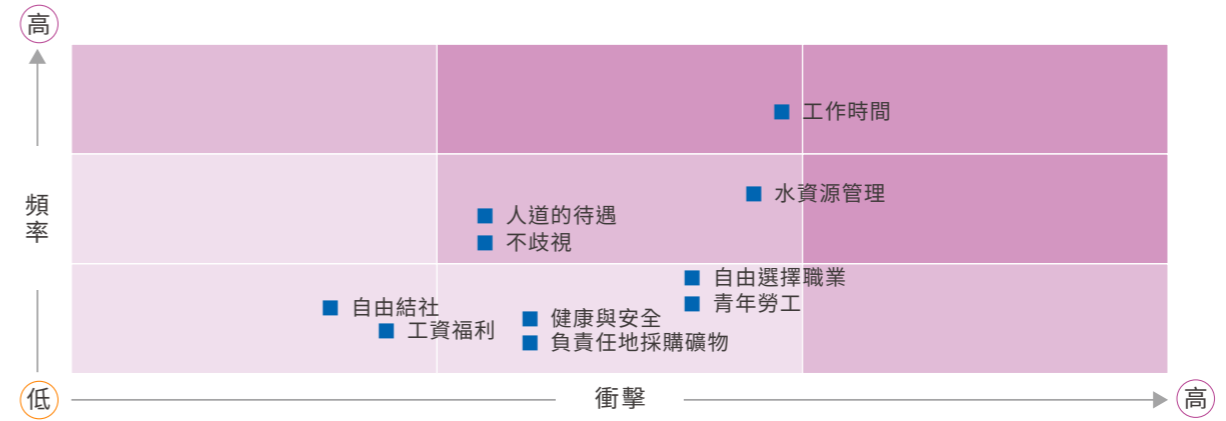 高
工作時間
水資源管理
頻率
人道的待遇
不歧視
自由選擇職業
自由結社
青年勞工
工資福利
健康與安全
負責任地採購礦物
低
衝擊
高